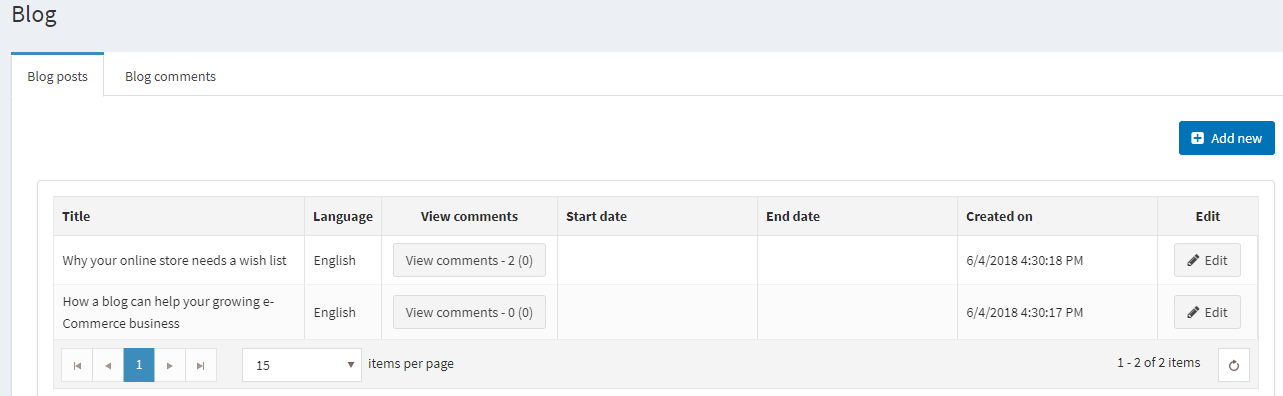 Blog
Blog posts Blog comments
Add new
Title Language View comments Start date End date Created on Edit
Why your online store needs a wish list English View comments - 2 (0) 6/4/2018 4:30:18 PM Edit
How a blog can help your growing e-
Commerce business English View comments - 0 (0) 6/4/2018 4:30:17 PM Edit
1 15 items per page 1 - 2 of 2 items